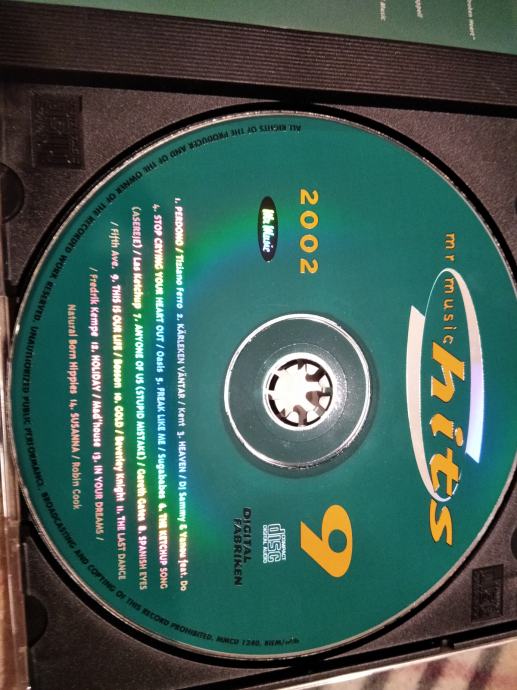 mr music
hits
2002
9
Mr Music
COMPACT
disc
DIGITAL AUDIO
DIGITAL
FABRIKEN
1. PERDONO / Tiziano Ferro 2. KÄRLEKEN VÄNTAR / Kent 3. HEAVEN / DJ Sammy & Yanou feat. Do
4. STOP CRYING YOUR HEART OUT / Oasis 5. FREAK LIKE ME / Sugababes 6. THE KETCHUP SONG
(ASEREJE) / Las Ketchup 7. ANYONE OF US (STUPID MISTAKE) / Gareth Gates 8. SPANISH EYES
/ Fifth Ave. 9. THIS IS OUR LIFE / Reason 10. GOLD / Beverley Knight 11. THE LAST DANCE
/ Fredrik Kempe 12. HOLIDAY / Mad'house 13. IN YOUR DREAMS /
Natural Born Hippies 14. SUSANNA / Robin Cook
ALL RIGHTS OF THE PRODUCER AND OF THE OWNER OF THE RECORDED WORK RESERVED UNAUTHORIZED PUBLIC PERFORMANCE, BROADCASTING AND COPYING OF THIS RECORD PROHIBITED. MMCD 1240. BIEM/NCB
Music